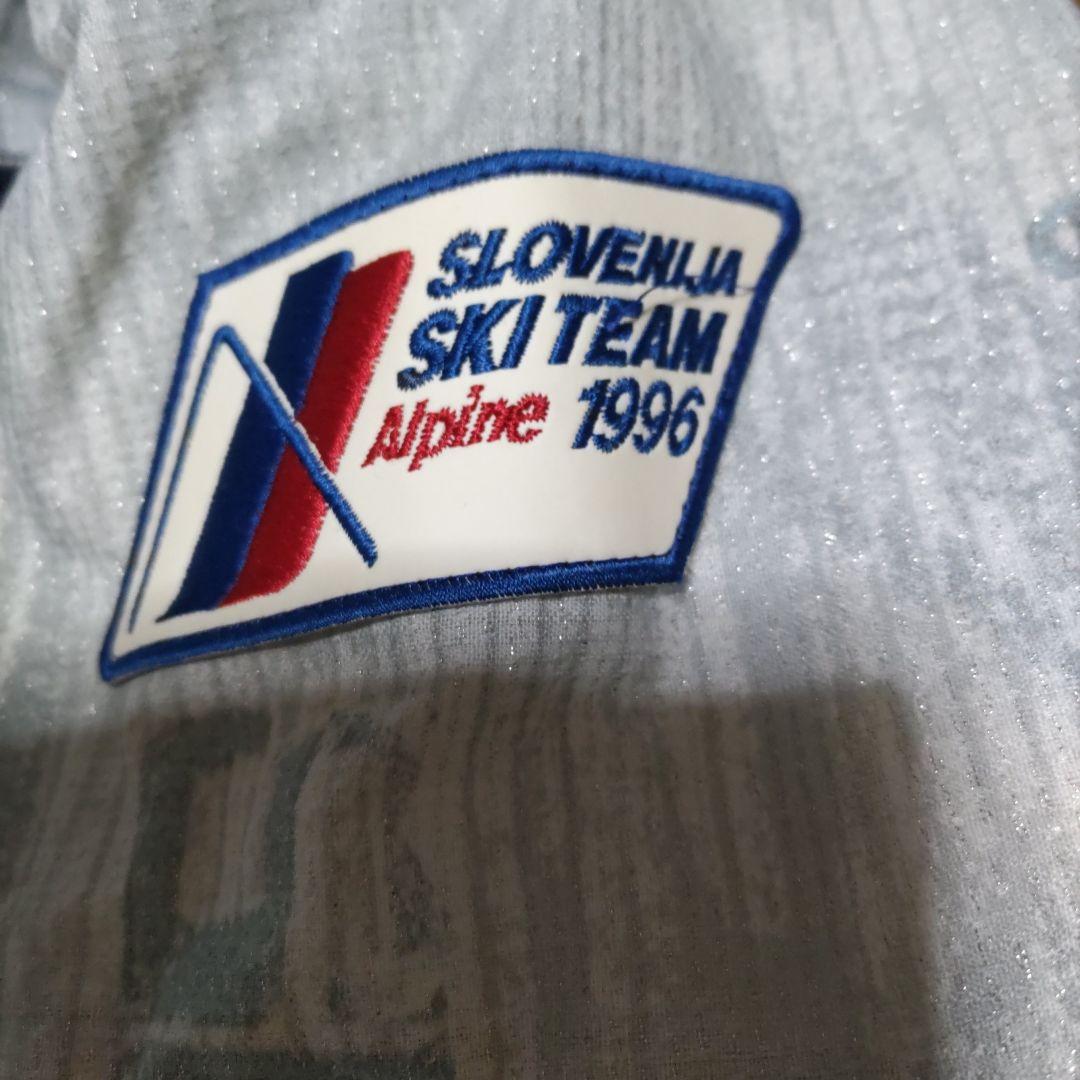 SLOVENIJA
SKI TEAM
Alpine 1996